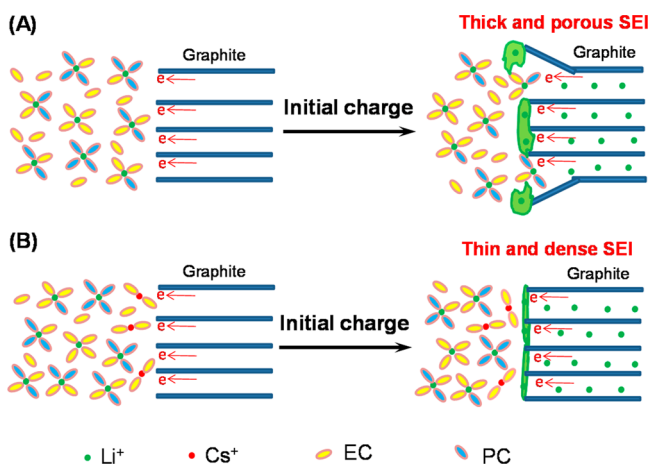 (A)
Graphite
e
e
e
e
Initial charge
Thick and porous SEI
Graphite
e
e
e
(B)
Graphite
e
e
e
e
Initial charge
Thin and dense SEI
Graphite
e
e
e
Li⁺
Cs⁺
EC
PC